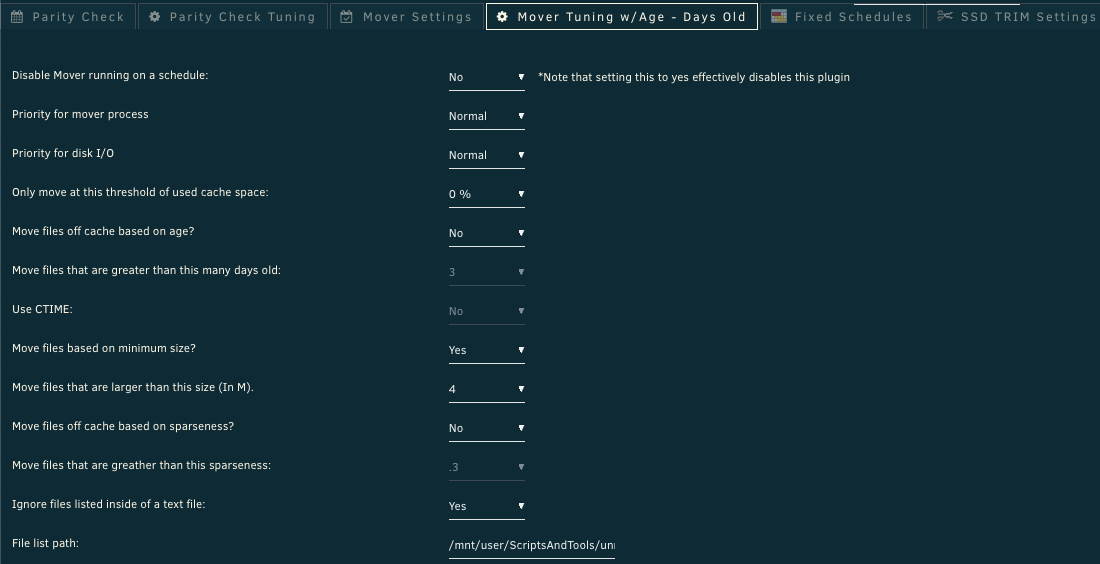 Parity Check Parity Check Tuning Mover Settings Mover Tuning w/Age - Days Old Fixed Schedules SSD TRIM Settings
Disable Mover running on a schedule: No *Note that setting this to yes effectively disables this plugin
Priority for mover process Normal
Priority for disk I/O Normal
Only move at this threshold of used cache space: 0 %
Move files off cache based on age? No
Move files that are greater than this many days old: 3
Use CTIME: No
Move files based on minimum size? Yes
Move files that are larger than this size (In M). 4
Move files off cache based on sparseness? No
Move files that are greather than this sparseness: .3
Ignore files listed inside of a text file: Yes
File list path: /mnt/user/ScriptsAndTools/